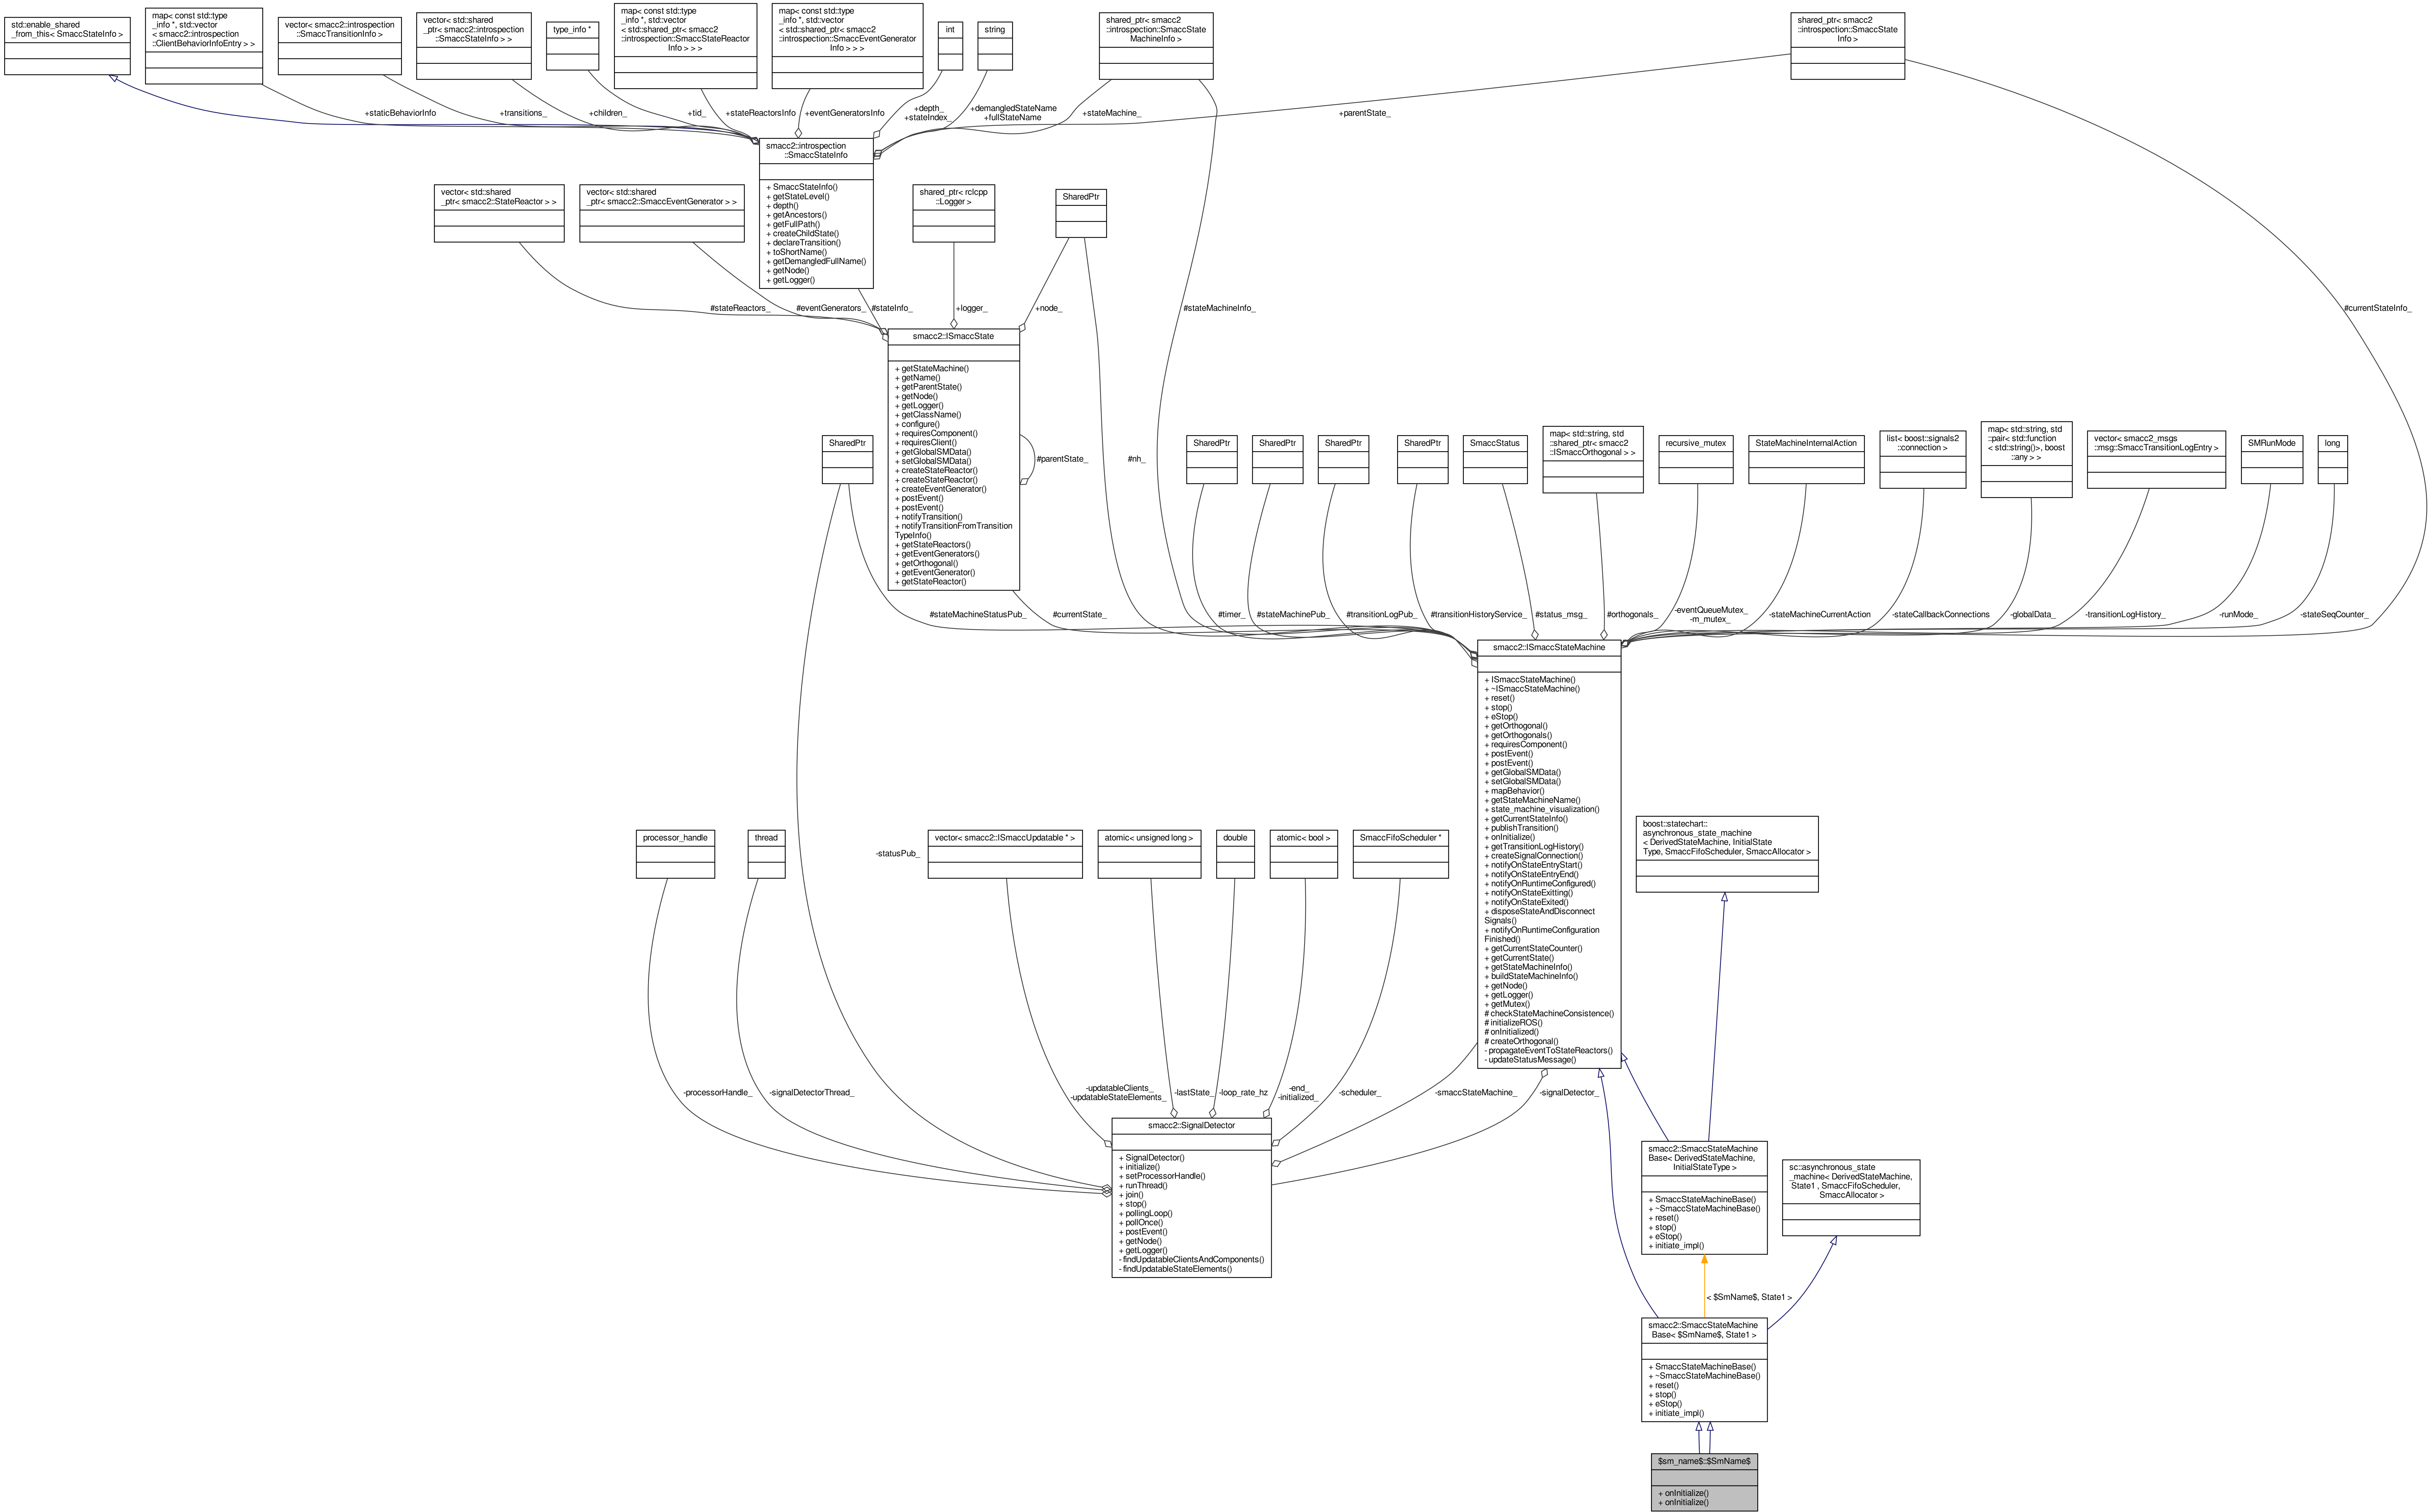 std::enable_shared
_from_this< SmaccStateInfo >
map< const std::type
_info *, std::vector
< smacc2::introspection
::ClientBehaviorInfoEntry > >
vector< smacc2::introspection
::SmaccTransitionInfo >
vector< std::shared
_ptr< smacc2::introspection
::SmaccStateInfo > >
type_info *
map< const std::type
_info *, std::vector
< std::shared_ptr< smacc2
::introspection::SmaccStateReactor
Info > > >
map< const std::type
_info *, std::vector
< std::shared_ptr< smacc2
::introspection::SmaccEventGenerator
Info > > >
int
string
shared_ptr< smacc2
::introspection::SmaccState
MachineInfo >
shared_ptr< smacc2
::introspection::SmaccState
Info >
+staticBehaviorInfo
+transitions_
+children_
+tid_
+stateReactorsInfo
+eventGeneratorsInfo
+depth_
+stateIndex_
+demangledStateName
+fullStateName
+stateMachine_
+parentState_
smacc2::introspection
::SmaccStateInfo
+ SmaccStateInfo()
+ getStateLevel()
+ depth()
+ getAncestors()
+ getFullPath()
+ createChildState()
+ declareTransition()
+ toShortName()
+ getDemangledFullName()
+ getNode()
+ getLogger()
vector< std::shared
_ptr< smacc2::StateReactor > >
vector< std::shared
_ptr< smacc2::SmaccEventGenerator > >
shared_ptr< rclcpp
::Logger >
SharedPtr
#stateReactors_
#eventGenerators_
#stateInfo_
+logger_
+node_
#stateMachineInfo_
#currentStateInfo_
smacc2::ISmaccState
+ getStateMachine()
+ getName()
+ getParentState()
+ getNode()
+ getLogger()
+ getClassName()
+ configure()
+ requiresComponent()
+ requiresClient()
+ getGlobalSMData()
+ setGlobalSMData()
+ createStateReactor()
+ createStateReactor()
+ createEventGenerator()
+ postEvent()
+ postEvent()
+ notifyTransition()
+ notifyTransitionFromTransition
TypeInfo()
+ getStateReactors()
+ getEventGenerators()
+ getOrthogonal()
+ getEventGenerator()
+ getStateReactor()
#parentState_
#nh_
SharedPtr
SharedPtr
SharedPtr
SharedPtr
SharedPtr
SmaccStatus
map< std::string, std
::shared_ptr< smacc2
::ISmaccOrthogonal > >
recursive_mutex
StateMachineInternalAction
list< boost::signals2
::connection >
map< std::string, std
::pair< std::function
< std::string()>, boost
::any > >
vector< smacc2_msgs
::msg::SmaccTransitionLogEntry >
SMRunMode
long
#stateMachineStatusPub_
#currentState_
#timer_
#stateMachinePub_
#transitionLogPub_
#transitionHistoryService_
#status_msg_
#orthogonals_
-eventQueueMutex_
-m_mutex_
-stateMachineCurrentAction
-stateCallbackConnections
-globalData_
-transitionLogHistory_
-runMode_
-stateSeqCounter_
smacc2::ISmaccStateMachine
+ ISmaccStateMachine()
+ ~ISmaccStateMachine()
+ reset()
+ stop()
+ eStop()
+ getOrthogonal()
+ getOrthogonals()
+ requiresComponent()
+ postEvent()
+ postEvent()
+ getGlobalSMData()
+ setGlobalSMData()
+ mapBehavior()
+ getStateMachineName()
+ state_machine_visualization()
+ getCurrentStateInfo()
+ publishTransition()
+ onInitialize()
+ getTransitionLogHistory()
+ createSignalConnection()
+ notifyOnStateEntryStart()
+ notifyOnStateEntryEnd()
+ notifyOnRuntimeConfigured()
+ notifyOnStateExitting()
+ notifyOnStateExited()
+ disposeStateAndDisconnect
Signals()
+ notifyOnRuntimeConfiguration
Finished()
+ getCurrentStateCounter()
+ getCurrentState()
+ getStateMachineInfo()
+ buildStateMachineInfo()
+ getNode()
+ getLogger()
+ getMutex()
# checkStateMachineConsistence()
# initializeROS()
# onInitialized()
# createOrthogonal()
- propagateEventToStateReactors()
- updateStatusMessage()
processor_handle
thread
-statusPub_
vector< smacc2::ISmaccUpdatable * >
atomic< unsigned long >
double
atomic< bool >
SmaccFifoScheduler *
boost::statechart::
asynchronous_state_machine
< DerivedStateMachine, InitialState
Type, SmaccFifoScheduler, SmaccAllocator >
-processorHandle_
-signalDetectorThread_
-updatableClients_
-updatableStateElements_
-lastState_
-loop_rate_hz
-end_
-initialized_
-scheduler_
-smaccStateMachine_
-signalDetector_
smacc2::SignalDetector
+ SignalDetector()
+ initialize()
+ setProcessorHandle()
+ runThread()
+ join()
+ stop()
+ pollingLoop()
+ pollOnce()
+ postEvent()
+ getNode()
+ getLogger()
- findUpdatableClientsAndComponents()
- findUpdatableStateElements()
smacc2::SmaccStateMachine
Base< DerivedStateMachine,
InitialStateType >
+ SmaccStateMachineBase()
+ ~SmaccStateMachineBase()
+ reset()
+ stop()
+ eStop()
+ initiate_impl()
sc::asynchronous_state
_machine< DerivedStateMachine,
State1 , SmaccFifoScheduler,
SmaccAllocator >
< $SmName$, State1 >
smacc2::SmaccStateMachine
Base< $SmName$, State1 >
+ SmaccStateMachineBase()
+ ~SmaccStateMachineBase()
+ reset()
+ stop()
+ eStop()
+ initiate_impl()
$sm_name$::$SmName$
+ onInitialize()
+ onInitialize()